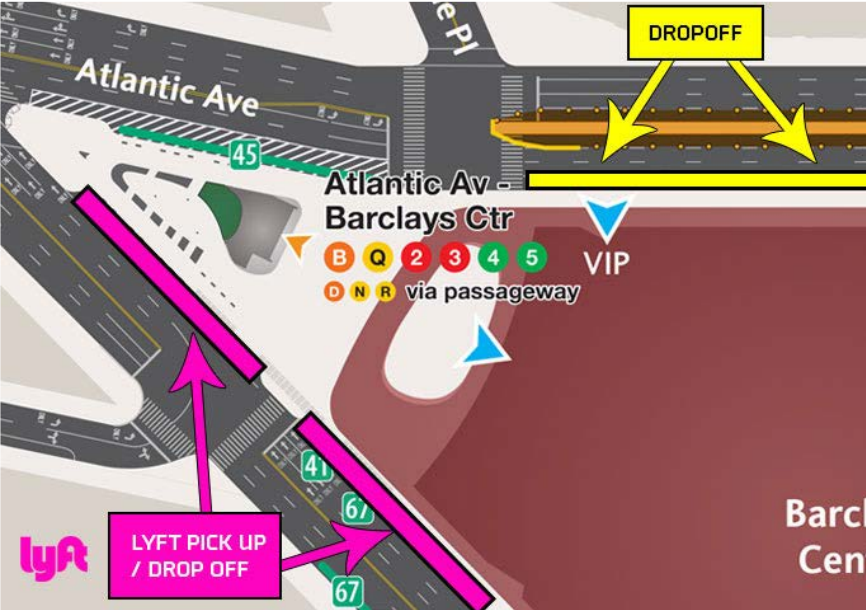 DROPOFF
e Pl
Atlantic Ave
45
Atlantic Av -
Barclays Ctr
B Q 2 3 4 5
D N R via passageway
VIP
41
67
Barcl
Cen
LYFT PICK UP
/ DROP OFF
lyft
67